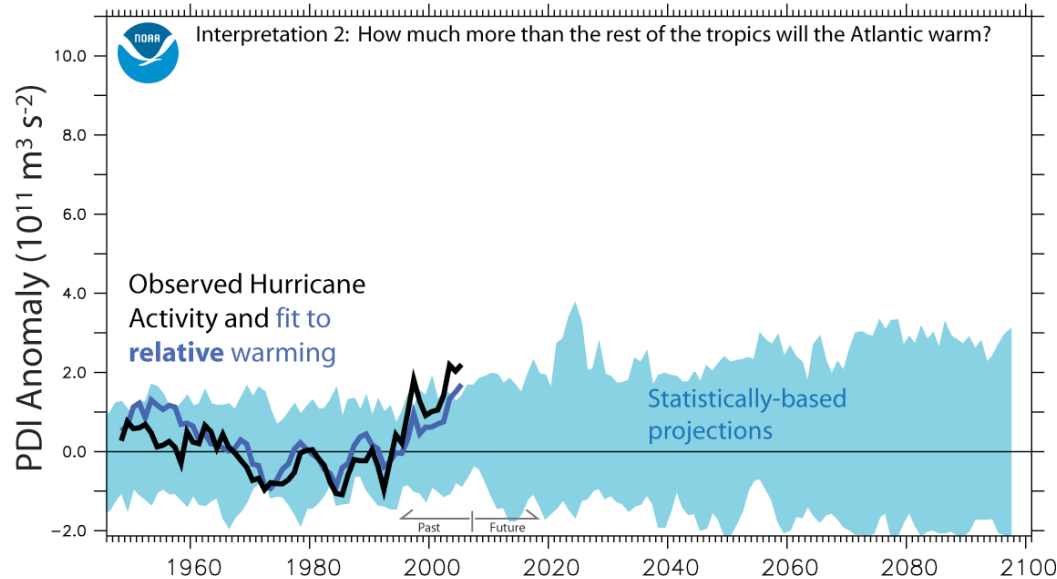 NOAA
Interpretation 2: How much more than the rest of the tropics will the Atlantic warm?
PDI Anomaly (10¹¹ m³ s⁻²)
10.0
8.0
6.0
4.0
2.0
0.0
−2.0
Observed Hurricane
Activity and fit to
relative warming
Statistically-based
projections
Past
Future
1960
1980
2000
2020
2040
2060
2080
2100